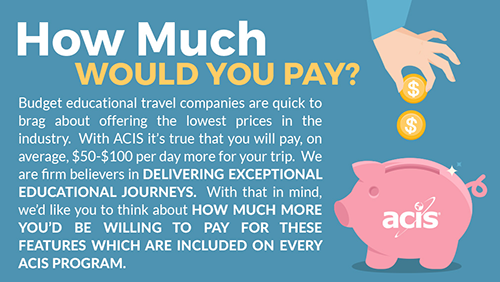 How Much
WOULD YOU PAY?
Budget educational travel companies are quick to
brag about offering the lowest prices in the
industry. With ACIS it's true that you will pay, on
average, $50-$100 per day more for your trip. We
are firm believers in DELIVERING EXCEPTIONAL
EDUCATIONAL JOURNEYS. With that in mind,
we'd like you to think about HOW MUCH MORE
YOU'D BE WILLING TO PAY FOR THESE
FEATURES WHICH ARE INCLUDED ON EVERY
ACIS PROGRAM.
$
$
acis